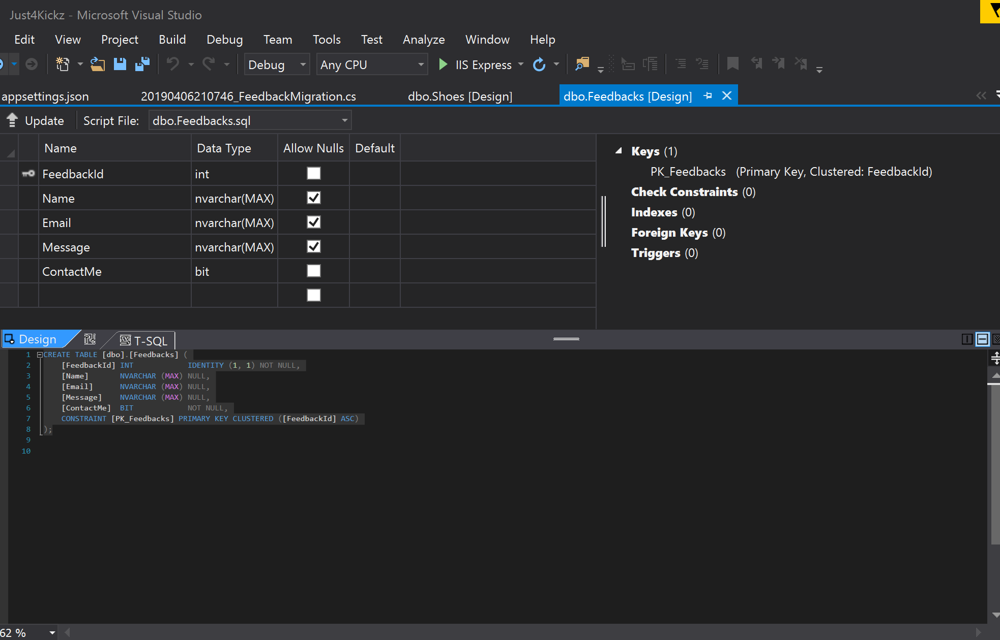 Just4Kickz - Microsoft Visual Studio
Edit View Project Build Debug Team Tools Test Analyze Window Help
Debug Any CPU IIS Express
appsettings.json 20190406210746_FeedbackMigration.cs dbo.Shoes [Design] dbo.Feedbacks [Design]
Update Script File: dbo.Feedbacks.sql
Name Data Type Allow Nulls Default
FeedbackId int
Name nvarchar(MAX)
Email nvarchar(MAX)
Message nvarchar(MAX)
ContactMe bit
Keys (1)
PK_Feedbacks (Primary Key, Clustered: FeedbackId)
Check Constraints (0)
Indexes (0)
Foreign Keys (0)
Triggers (0)
Design T-SQL
1 CREATE TABLE [dbo].[Feedbacks] (
2 [FeedbackId] INT IDENTITY (1, 1) NOT NULL,
3 [Name] NVARCHAR (MAX) NULL,
4 [Email] NVARCHAR (MAX) NULL,
5 [Message] NVARCHAR (MAX) NULL,
6 [ContactMe] BIT NOT NULL,
7 CONSTRAINT [PK_Feedbacks] PRIMARY KEY CLUSTERED ([FeedbackId] ASC)
8 );
9
10
62 %